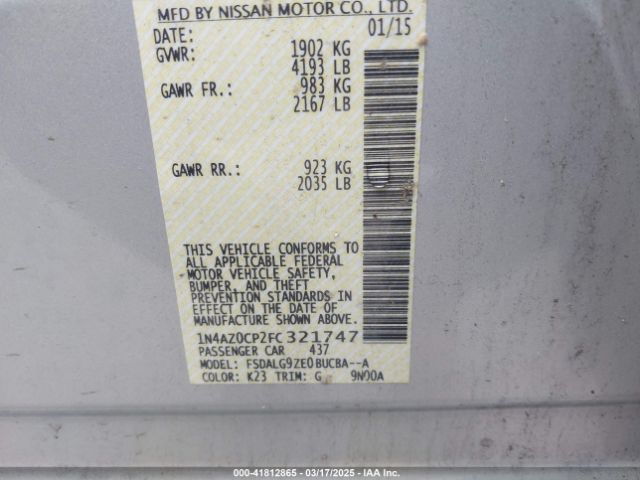 MFD BY NISSAN MOTOR CO., LTD.
DATE: 01/15
GVWR: 1902 KG
4193 LB
GAWR FR.: 983 KG
2167 LB
GAWR RR.: 923 KG
2035 LB
THIS VEHICLE CONFORMS TO
ALL APPLICABLE FEDERAL
MOTOR VEHICLE SAFETY,
BUMPER, AND THEFT
PREVENTION STANDARDS IN
EFFECT ON THE DATE OF
MANUFACTURE SHOWN ABOVE.
1N4AZ0CP2FC321747
PASSENGER CAR 437
MODEL: FSDALG9ZE0BUCBA--A
COLOR: K23 TRIM: G 9N00A
00-41812865 - 03/17/2025 - IAA Inc.